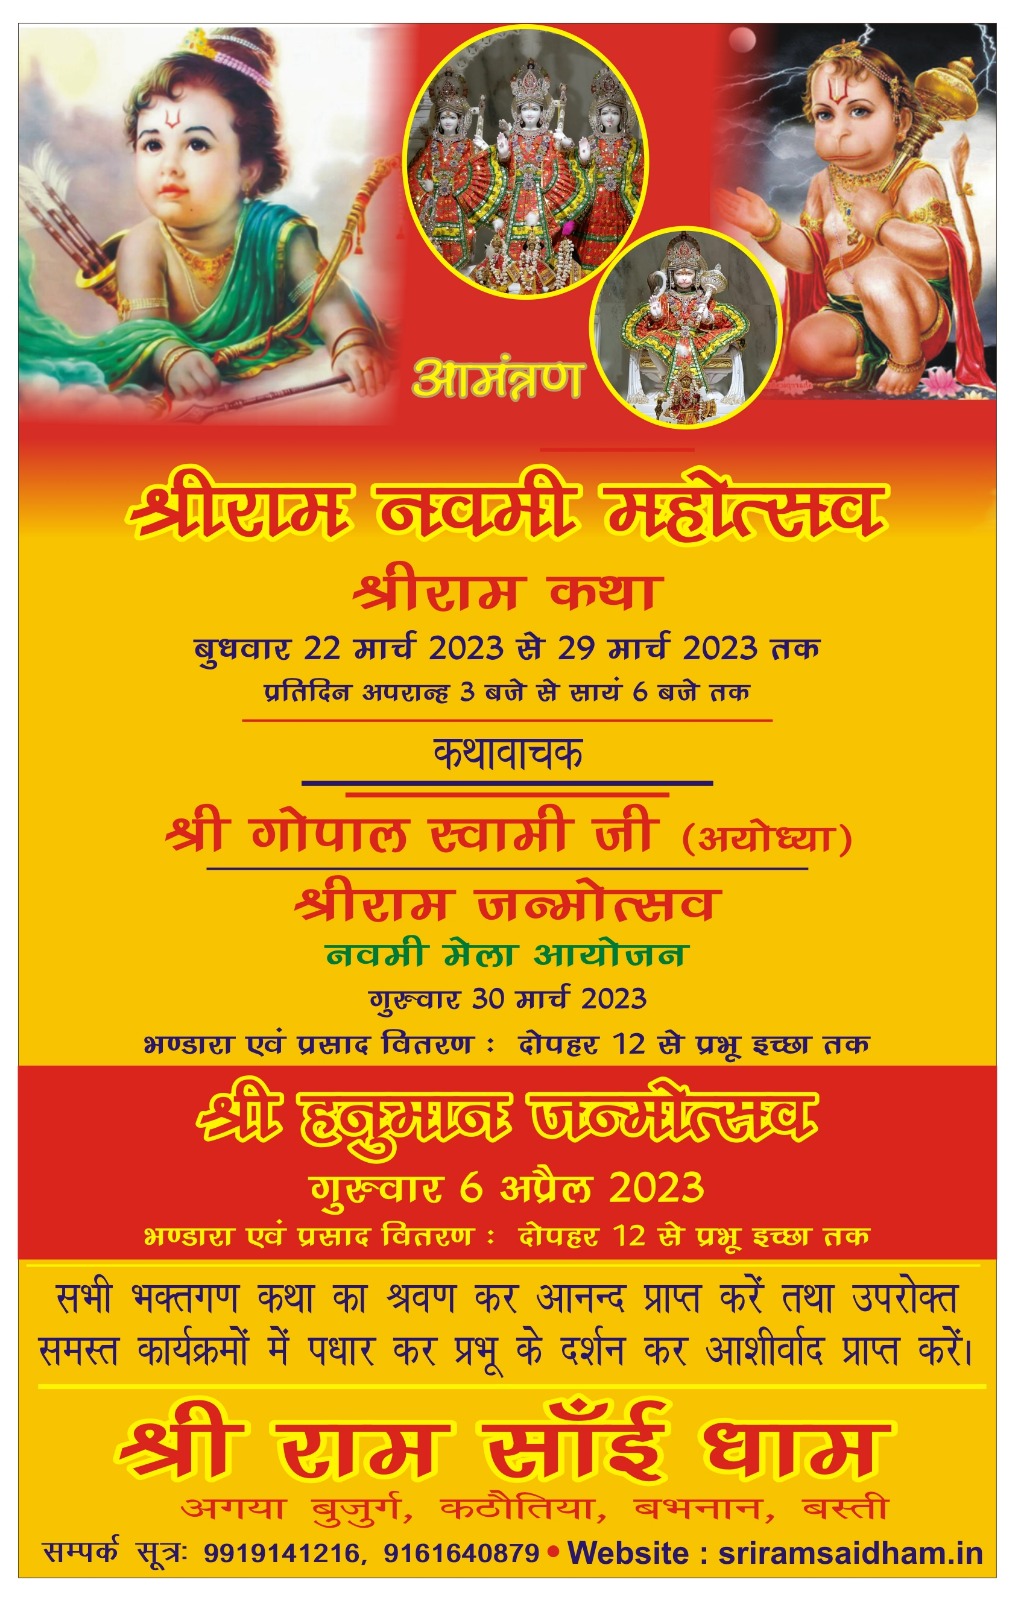 आमंत्रण
श्रीराम नवमी महोत्सव
श्रीराम कथा
बुधवार 22 मार्च 2023 से 29 मार्च 2023 तक
प्रतिदिन अपरान्ह 3 बजे से सायं 6 बजे तक
कथावाचक
श्री गोपाल स्वामी जी (अयोध्या)
श्रीराम जन्मोत्सव
नवमी मेला आयोजन
गुरूवार 30 मार्च 2023
भण्डारा एवं प्रसाद वितरण : दोपहर 12 से प्रभू इच्छा तक
श्री हनुमान जन्मोत्सव
गुरूवार 6 अप्रैल 2023
भण्डारा एवं प्रसाद वितरण : दोपहर 12 से प्रभू इच्छा तक
सभी भक्तगण कथा का श्रवण कर आनन्द प्राप्त करें तथा उपरोक्त
समस्त कार्यक्रमों में पधार कर प्रभू के दर्शन कर आशीर्वाद प्राप्त करें।
श्री राम साँई धाम
अगया बुजुर्ग, कठौतिया, बभनान, बस्ती
सम्पर्क सूत्रः 9919141216, 9161640879 • Website : sriramsaidham.in